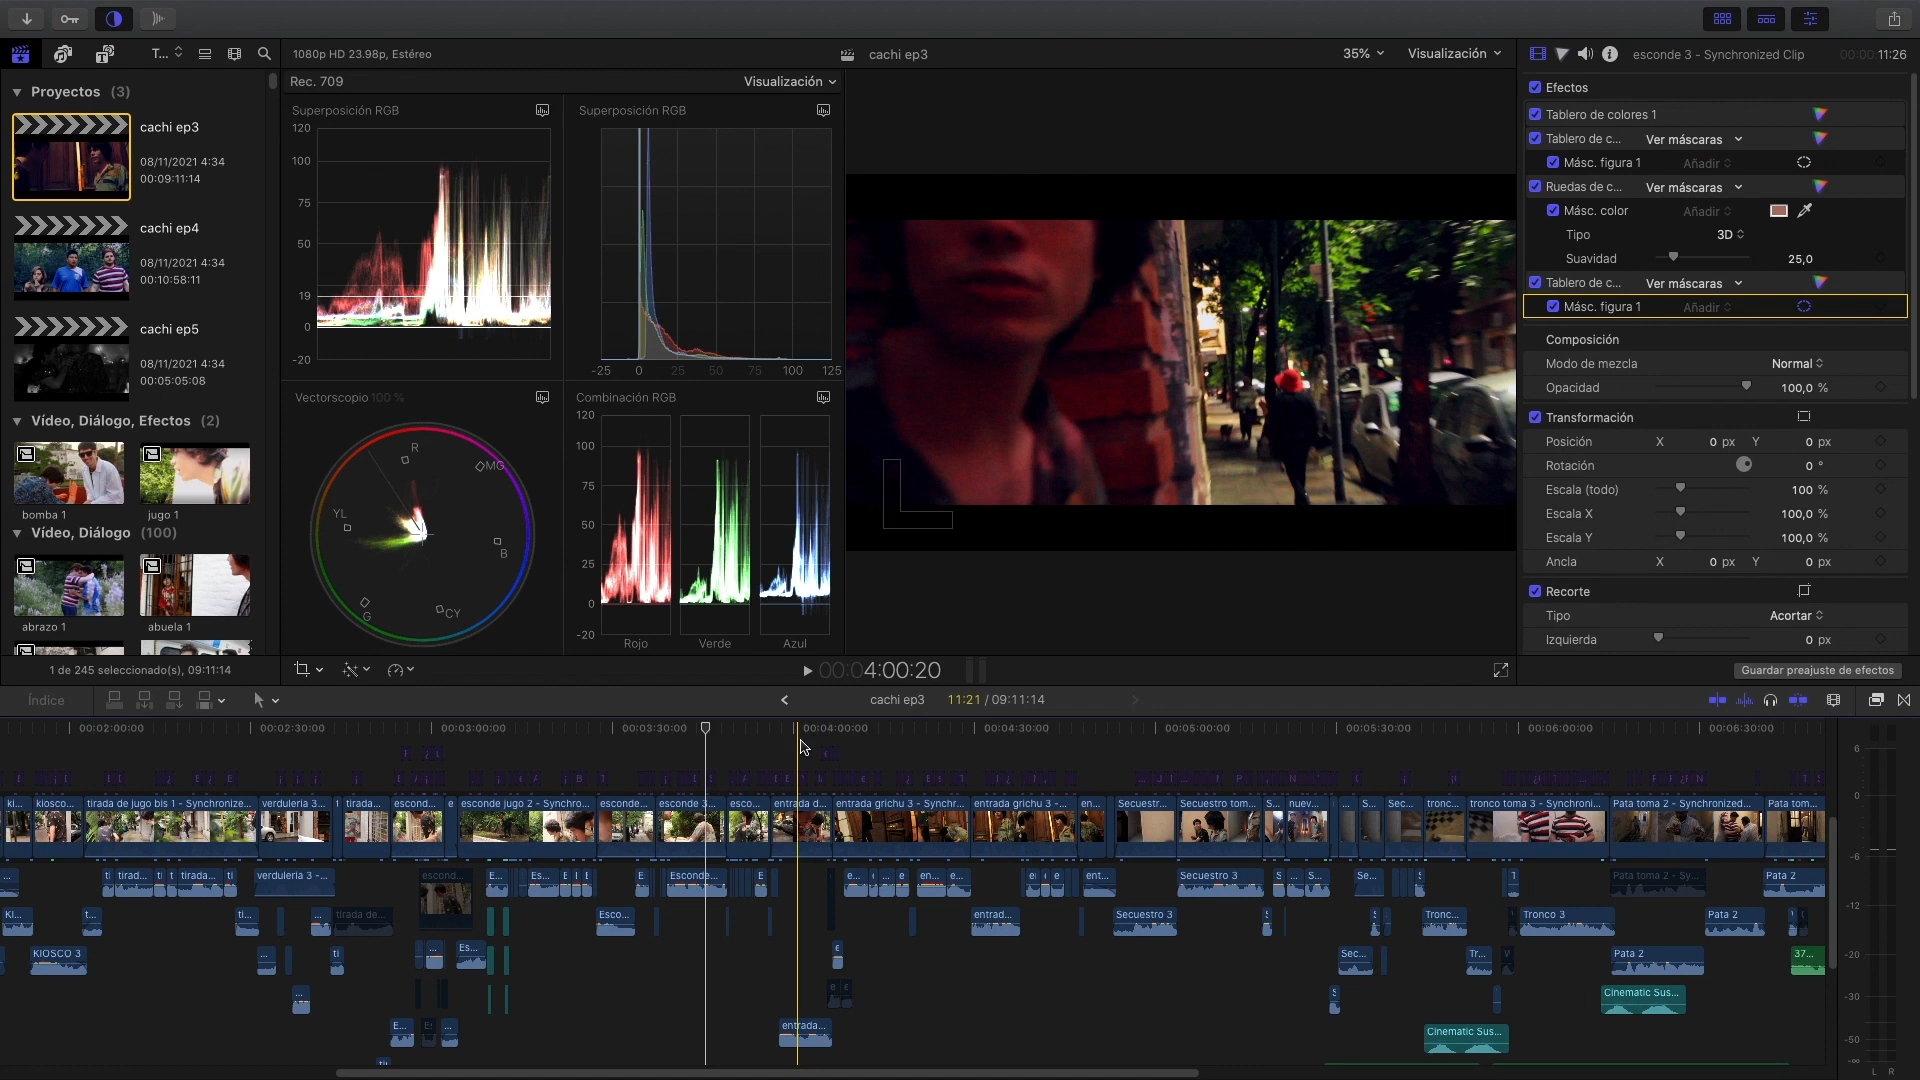 T...
1080p HD 23.98p, Estéreo
cachi ep3
35%
Visualización
esconde 3 - Synchronized Clip
00:00:11:26
Proyectos (3)
cachi ep3
08/11/2021 4:34
00:09:11:14
cachi ep4
08/11/2021 4:34
00:10:58:11
cachi ep5
08/11/2021 4:34
00:05:05:08
Vídeo, Diálogo, Efectos (2)
bomba 1
jugo 1
Vídeo, Diálogo (100)
abrazo 1
abuela 1
1 de 245 seleccionado(s), 09:11:14
Rec. 709
Visualización
Superposición RGB
120
100
75
50
19
0
-20
Superposición RGB
-25 0 25 50 75 100 125
Vectorscopio 100 %
R
MG
YL
B
G
CY
Combinación RGB
120
100
75
50
25
0
-20
Rojo
Verde
Azul
00:04:00:20
Efectos
Tablero de colores 1
Tablero de c... Ver máscaras
Másc. figura 1 Añadir
Ruedas de c... Ver máscaras
Másc. color Añadir
Tipo 3D
Suavidad 25,0
Tablero de c... Ver máscaras
Másc. figura 1 Añadir
Composición
Modo de mezcla Normal
Opacidad 100,0 %
Transformación
Posición X 0 px Y 0 px
Rotación 0 °
Escala (todo) 100 %
Escala X 100,0 %
Escala Y 100,0 %
Ancla X 0 px Y 0 px
Recorte
Tipo Acortar
Izquierda 0 px
Guardar preajuste de efectos
Índice
cachi ep3
11:21 / 09:11:14
00:02:00:00 00:02:30:00 00:03:00:00 00:03:30:00 00:04:00:00 00:04:30:00 00:05:00:00 00:05:30:00 00:06:00:00 00:06:30:00
ki... kiosco... tirada de jugo bis 1 - Synchronize... verduleria 3... tirada... escond... e esconde jugo 2 - Synchro... esconde... esconde 3... esco... entrada d... entrada grichu 3 - Synchr... entrada grichu 3 -... en... Secuestr... Secuestro tom... S... nuev... ... S... Sec... tronc... tronco toma 3 - Synchroni... Pata toma 2 - Synchronized... Pata tom...
... ti tirad... ti ti tirada... ti verduleria 3 -... escond... E... Es... E E E Esconde... E e... e... ... e... en... e... ei e e ent... Secuestro 3 S S... S... Se... S T Pata toma 2 - Sy... Pata 2
KI... t... ti... ... tirada de... Esco... entrad... Secuestro 3 S S Tronc... Tronco 3 Pata 2
KIOSCO 3 ... ti ... Es... e Sec... Tr... Pata 2 37...
... e e S Cinematic Sus...
E... ... entrada... Cinematic Sus...
6
0
-6
-12
-20
-30
-50
-∞
L R